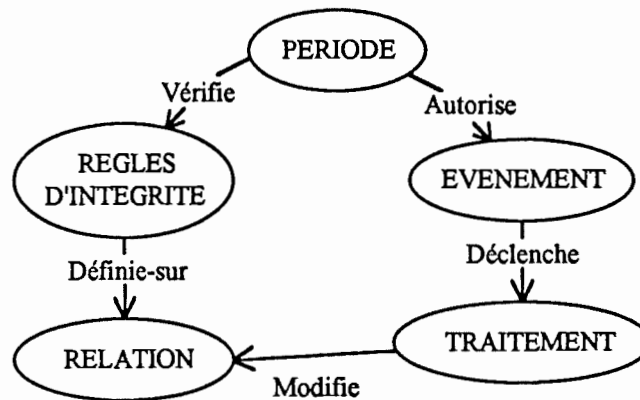 PERIODE
Vérifie
Autorise
REGLES
D'INTEGRITE
EVENEMENT
Définie-sur
Déclenche
RELATION
TRAITEMENT
Modifie